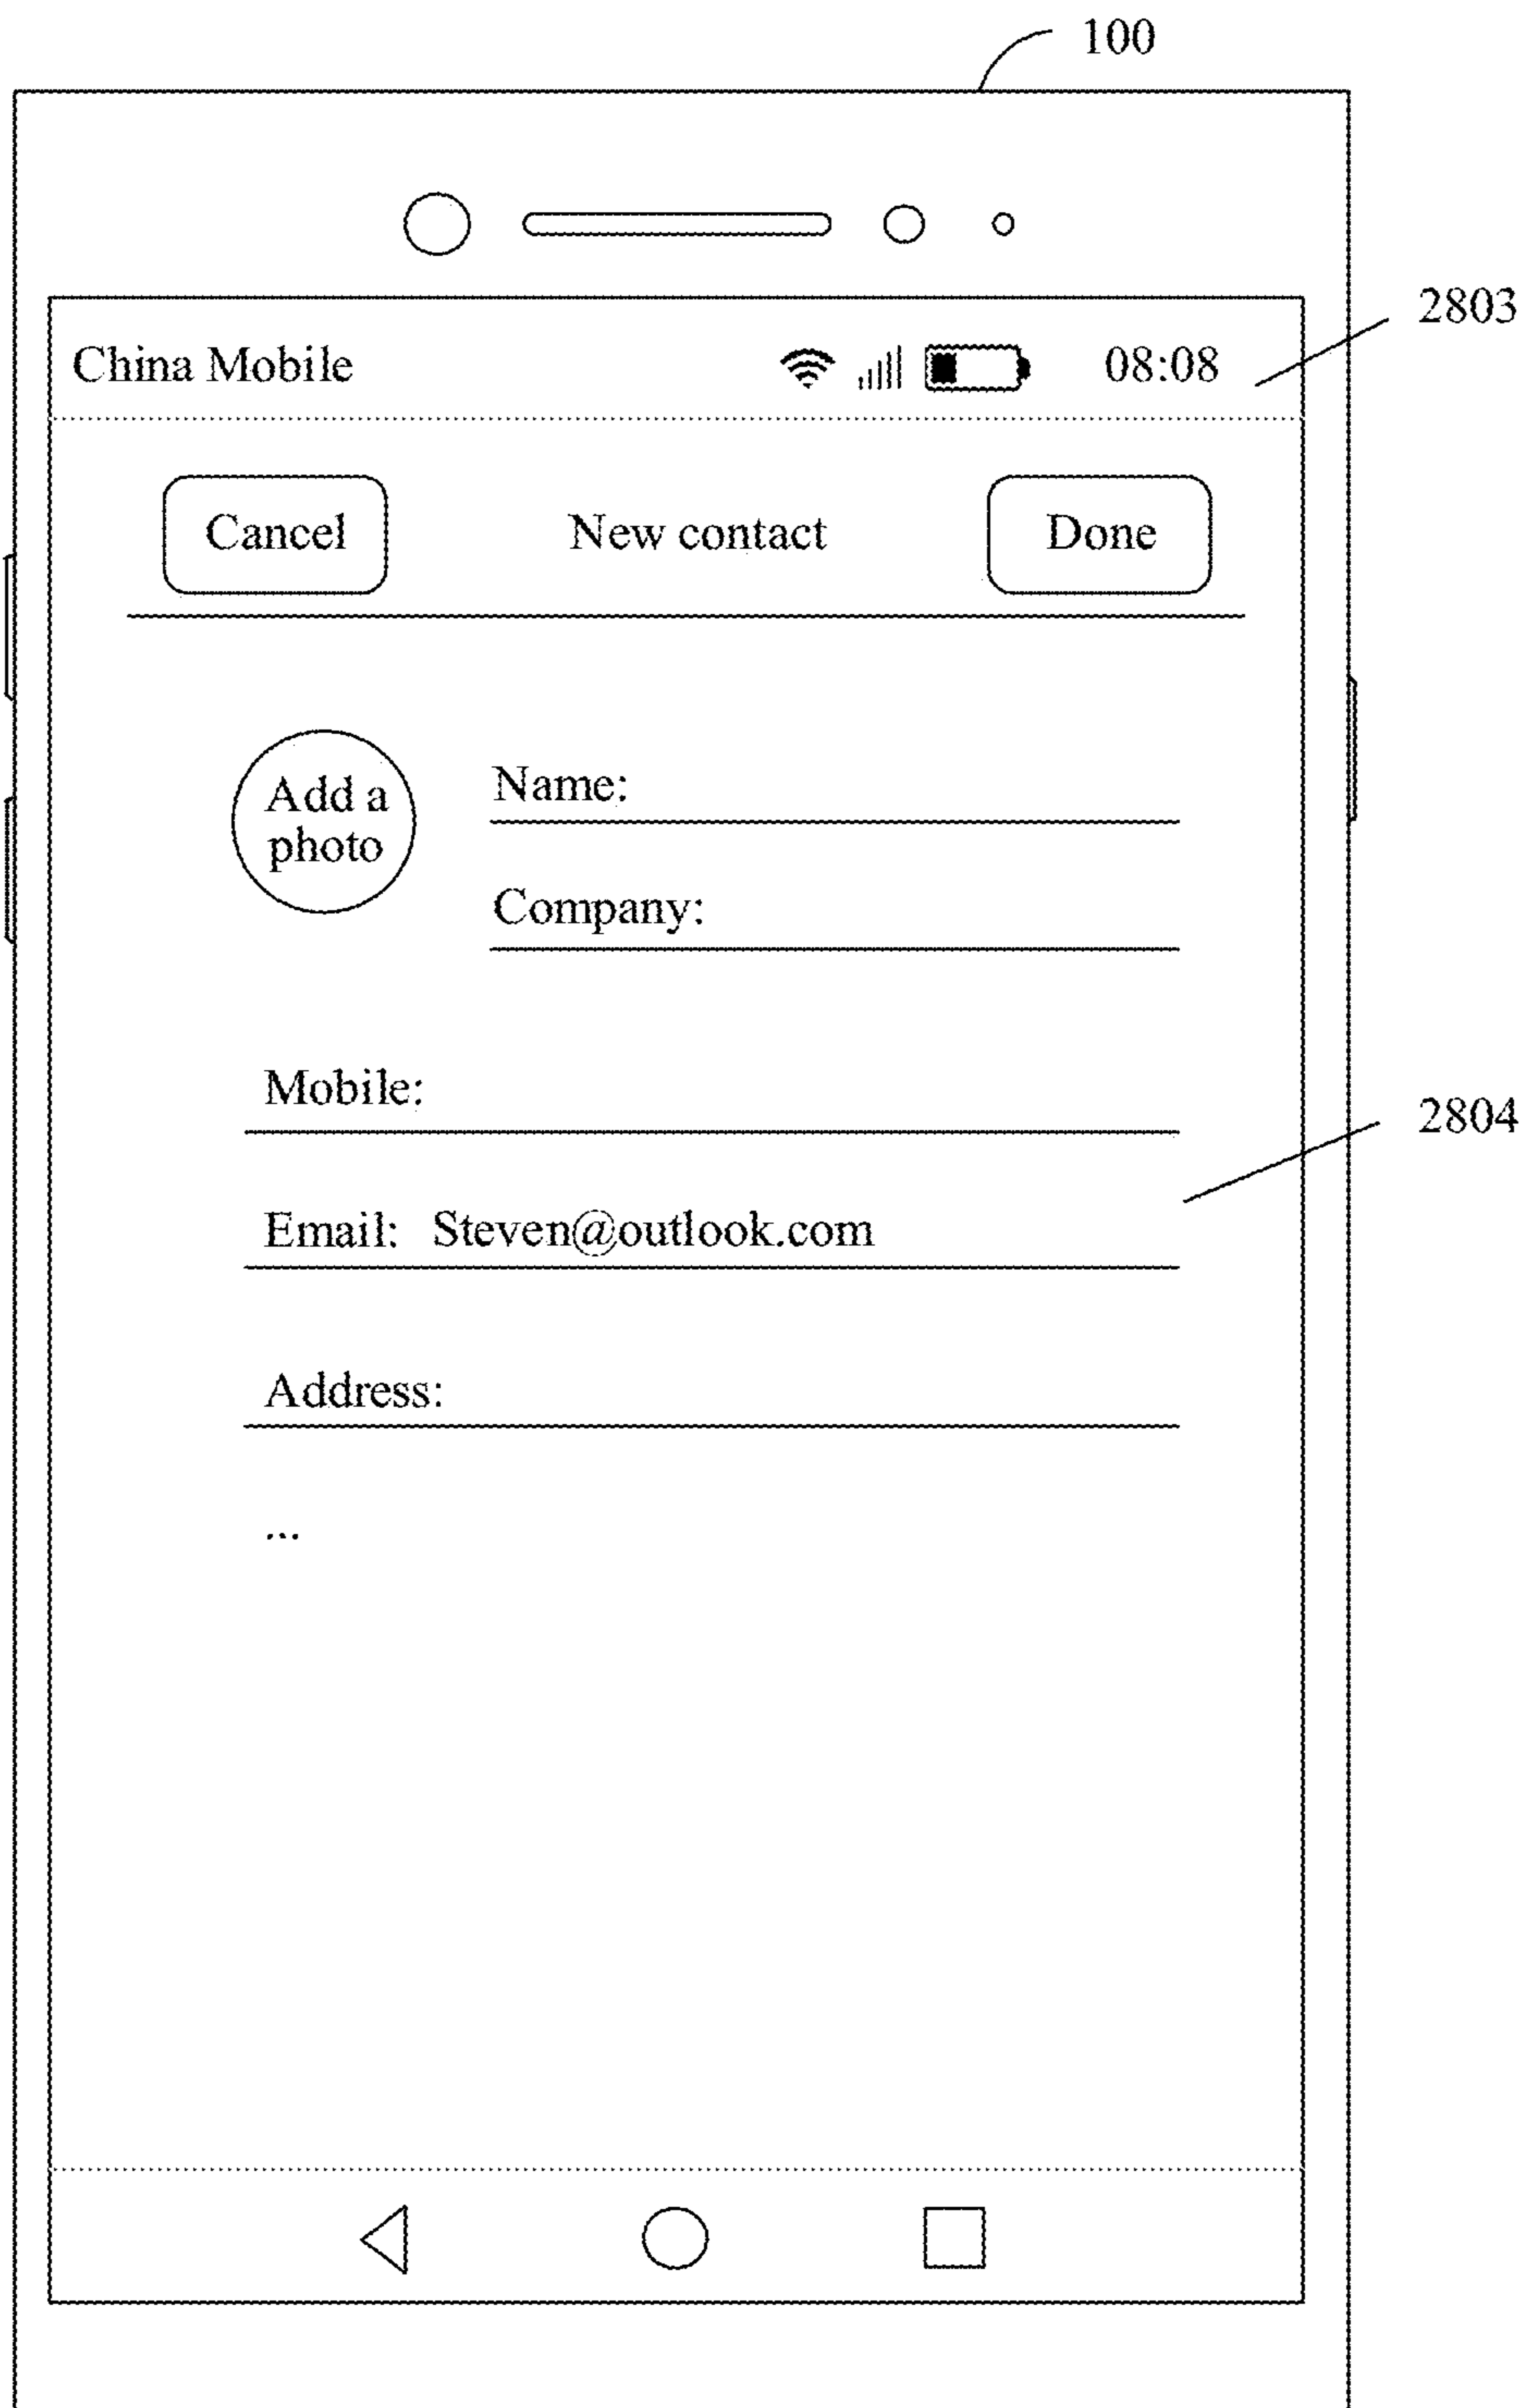 100
2803
China Mobile 08:08
Cancel New contact Done
Add a
photo
Name:
Company:
Mobile:
2804
Email: Steven@outlook.com
Address:
...